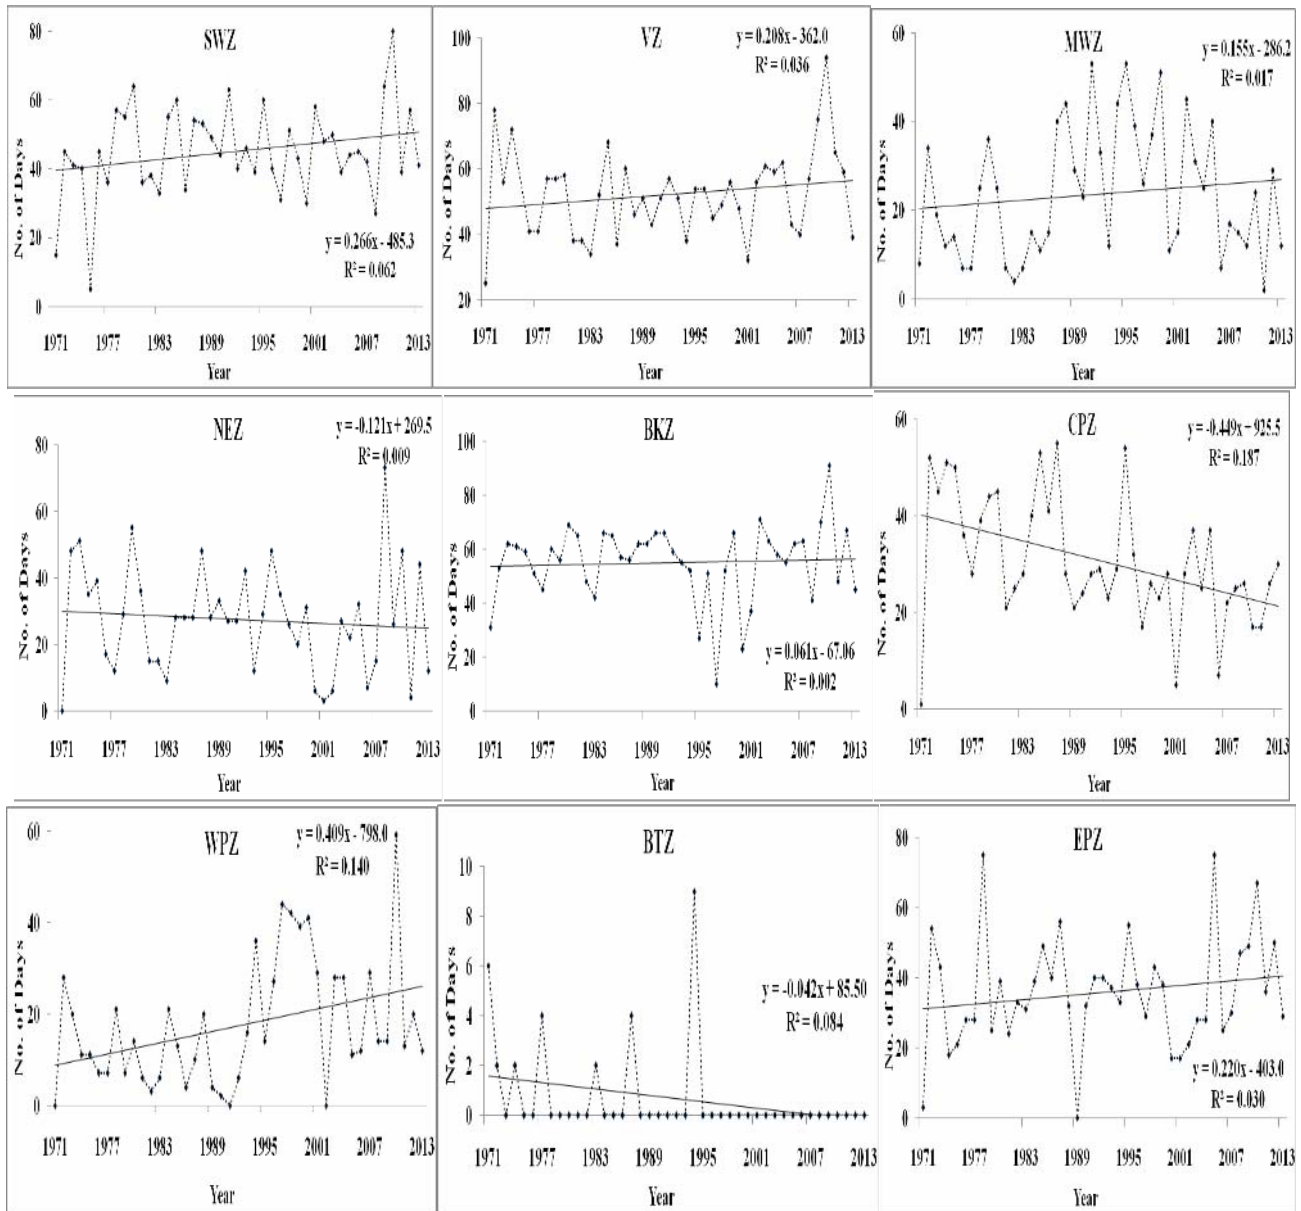 SWZ
80
60
40
20
0
No. of Days
y = 0.266x - 485.3
R² = 0.062
1971 1977 1983 1989 1995 2001 2007 2013
Year
VZ
y = 0.208x - 362.0
R² = 0.036
100
80
60
40
20
No. of Days
1971 1977 1983 1989 1995 2001 2007 2013
Year
MWZ
y = 0.155x - 286.2
R² = 0.017
60
40
20
0
No. of Days
1971 1977 1983 1989 1995 2001 2007 2013
Year
NEZ
y = -0.121x + 269.5
R² = 0.009
80
60
40
20
0
No. of Days
1971 1977 1983 1989 1995 2001 2007 2013
Year
BKZ
100
80
60
40
20
0
No. of Days
y = 0.061x - 67.06
R² = 0.002
1971 1977 1983 1989 1995 2001 2007 2013
Year
CPZ
y = -0.449x + 925.5
R² = 0.187
60
40
20
0
No. of Days
1971 1977 1983 1989 1995 2001 2007 2013
Year
WPZ
y = 0.409x - 798.0
R² = 0.140
60
40
20
0
No. of Days
1971 1977 1983 1989 1995 2001 2007 2013
Year
BTZ
10
8
6
4
2
0
No. of Days
y = -0.042x + 85.50
R² = 0.084
1971 1977 1983 1989 1995 2001 2007 2013
Year
EPZ
80
60
40
20
0
No. of Days
y = 0.220x - 403.0
R² = 0.030
1971 1977 1983 1989 1995 2001 2007 2013
Year